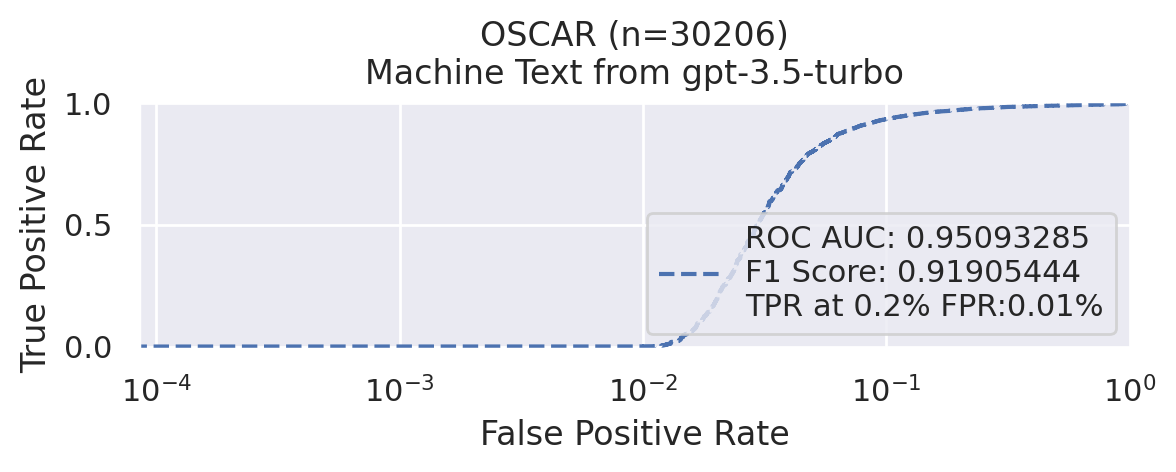 OSCAR (n=30206)
Machine Text from gpt-3.5-turbo
True Positive Rate
1.0
0.5
0.0
ROC AUC: 0.95093285
F1 Score: 0.91905444
TPR at 0.2% FPR:0.01%
10⁻⁴ 10⁻³ 10⁻² 10⁻¹ 10⁰
False Positive Rate